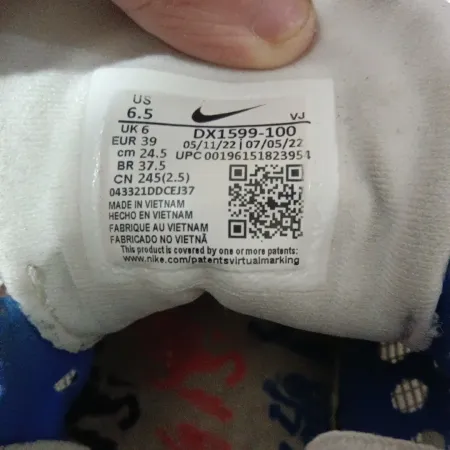 US
6.5
VJ
UK 6
DX1599-100
EUR 39
05/11/22 | 07/05/22
cm 24.5
UPC 00196151823954
BR 37.5
CN 245(2.5)
043321DDCEJ37
MADE IN VIETNAM
HECHO EN VIETNAM
FABRIQUE AU VIETNAM
FABRICADO NO VIETNÃ
This product is covered by one or more patents:
www.nike.com/patentsvirtualmarking